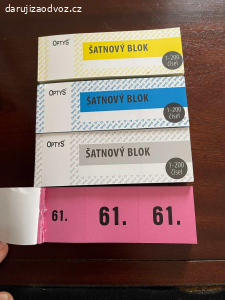 © darujizaodvoz.cz
OPTYS
ŠATNOVÝ BLOK
1-200
čísel
OPTYS
ŠATNOVÝ BLOK
1-200
čísel
OPTYS
ŠATNOVÝ BLOK
1-200
čísel
61. 61. 61.